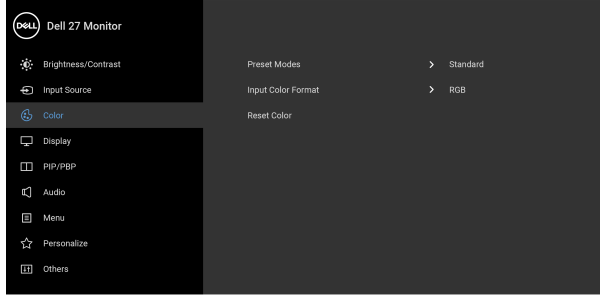 DELL Dell 27 Monitor
Brightness/Contrast
Input Source
Color
Display
PIP/PBP
Audio
Menu
Personalize
Others
Preset Modes > Standard
Input Color Format > RGB
Reset Color